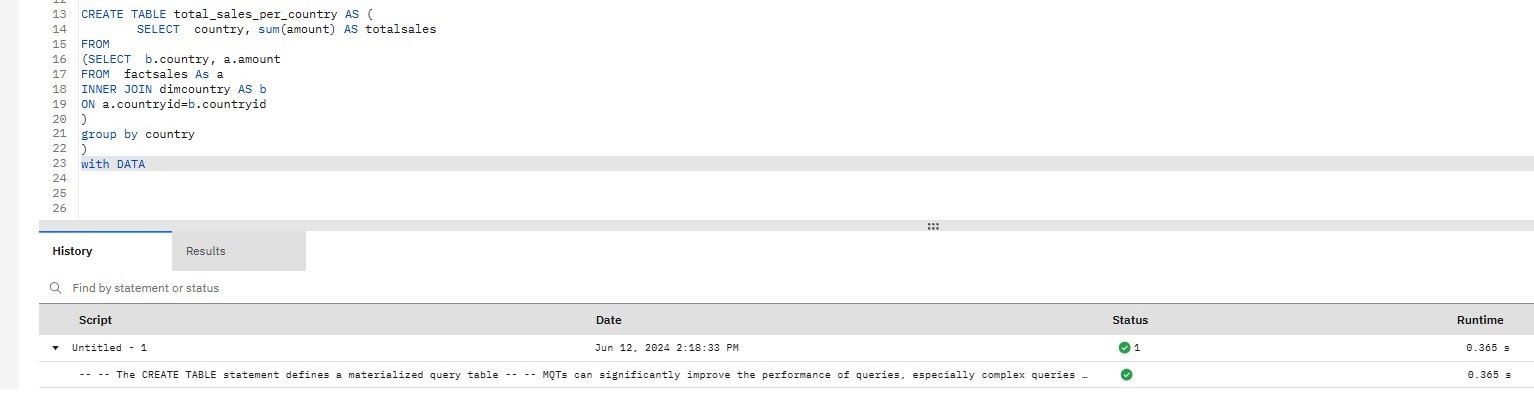 12
13 CREATE TABLE total_sales_per_country AS (
14 SELECT country, sum(amount) AS totalsales
15 FROM
16 (SELECT b.country, a.amount
17 FROM factsales As a
18 INNER JOIN dimcountry AS b
19 ON a.countryid=b.countryid
20 )
21 group by country
22 )
23 with DATA
24
25
26
History Results
Find by statement or status
Script Date Status Runtime
Untitled - 1 Jun 12, 2024 2:18:33 PM 1 0.365 s
-- -- The CREATE TABLE statement defines a materialized query table -- -- MQTs can significantly improve the performance of queries, especially complex queries … 0.365 s